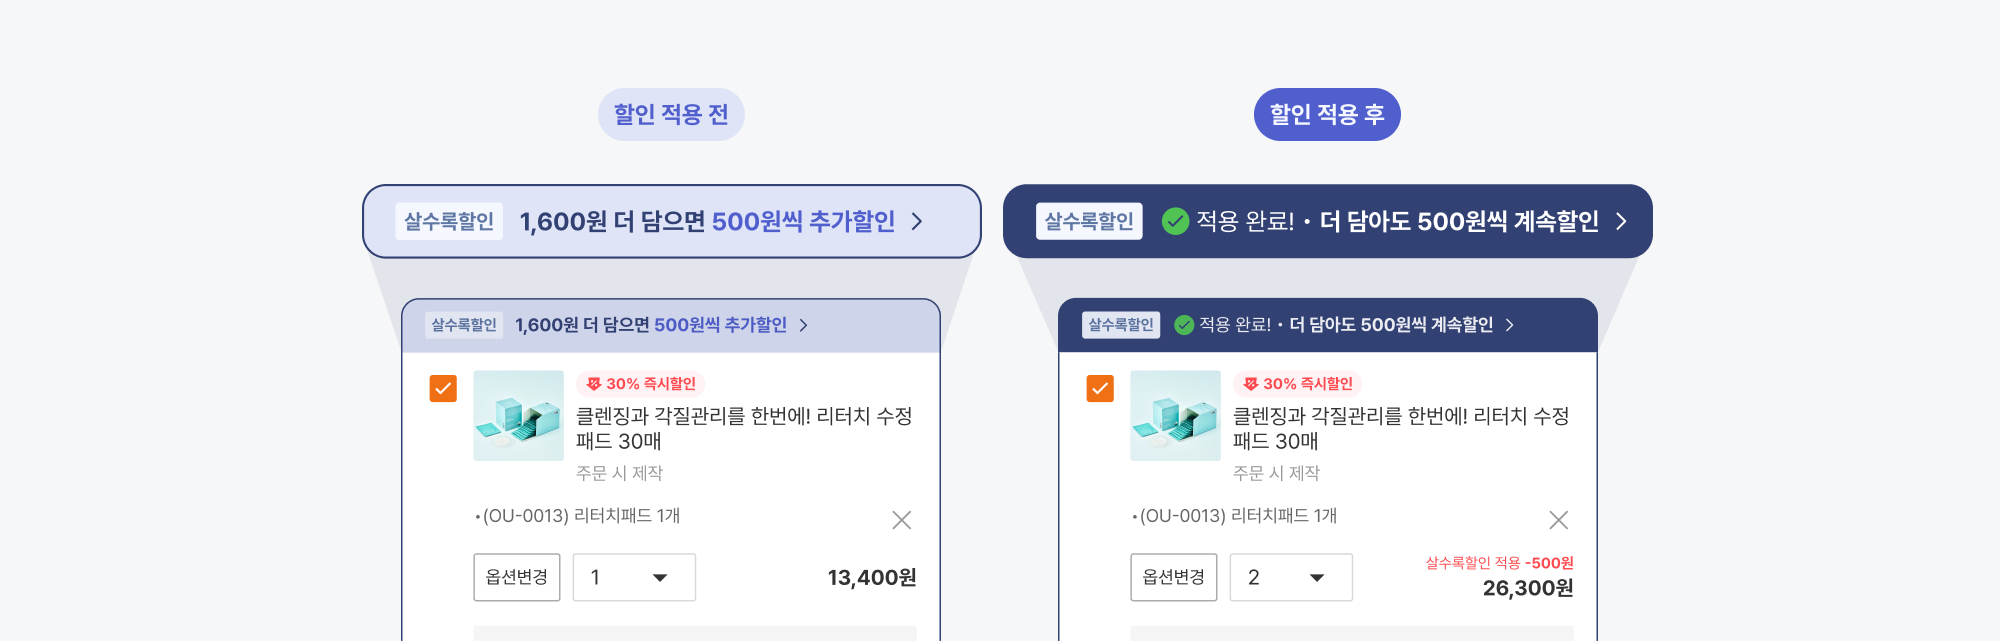 할인 적용 전
살수록할인 1,600원 더 담으면 500원씩 추가할인
살수록할인 1,600원 더 담으면 500원씩 추가할인
30% 즉시할인
클렌징과 각질관리를 한번에! 리터치 수정
패드 30매
주문 시 제작
•(OU-0013) 리터치패드 1개
옵션변경 1 13,400원
할인 적용 후
살수록할인 적용 완료! • 더 담아도 500원씩 계속할인
살수록할인 적용 완료! • 더 담아도 500원씩 계속할인
30% 즉시할인
클렌징과 각질관리를 한번에! 리터치 수정
패드 30매
주문 시 제작
•(OU-0013) 리터치패드 1개
살수록할인 적용 -500원
옵션변경 2 26,300원